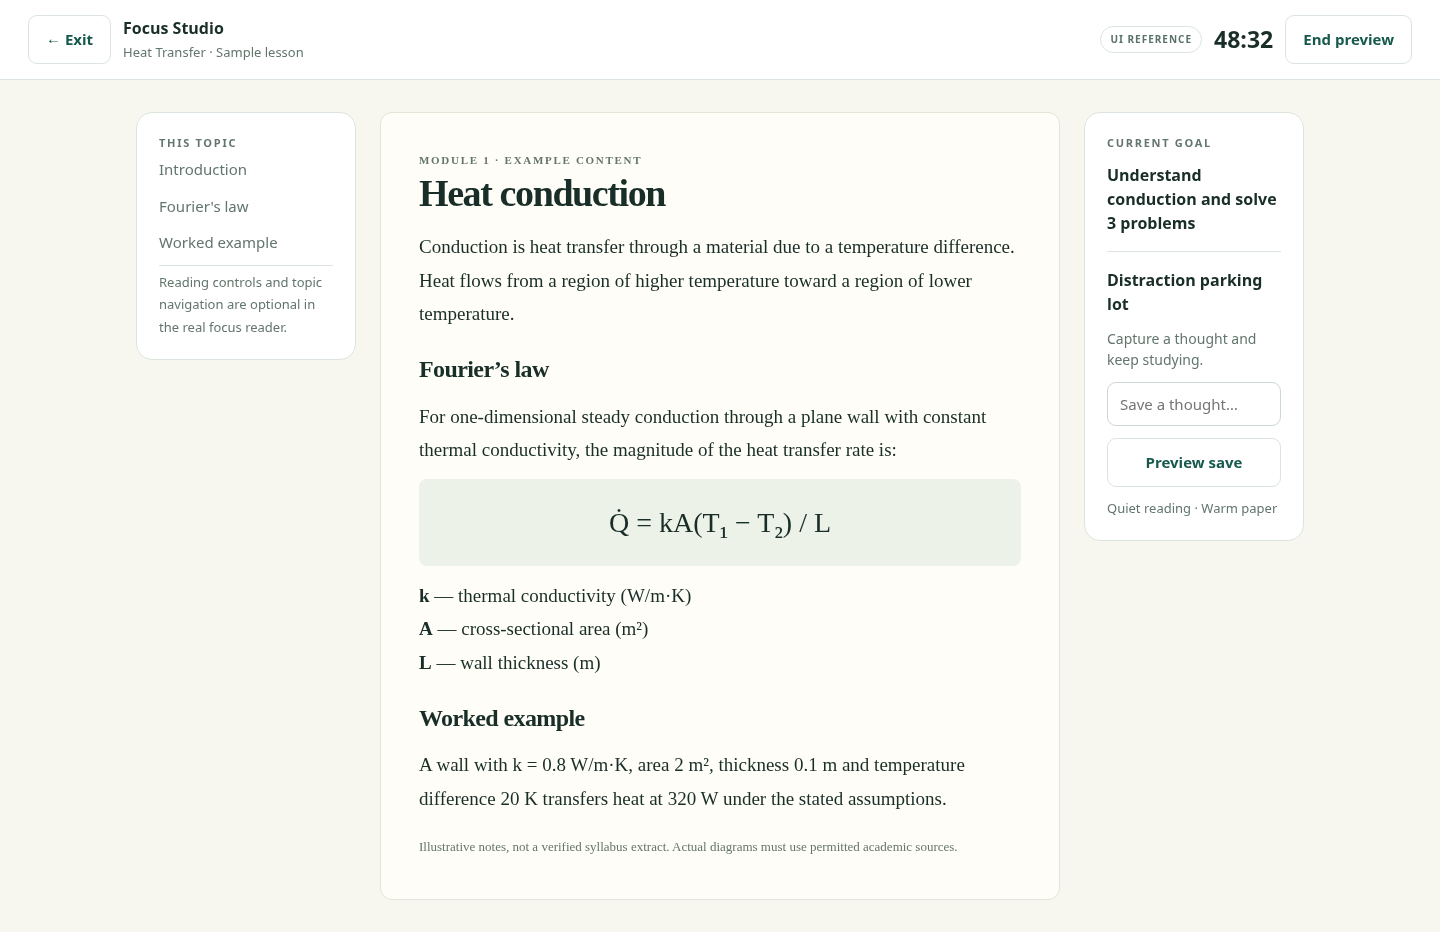 ← Exit
Focus Studio
Heat Transfer · Sample lesson
UI REFERENCE
48:32
End preview
THIS TOPIC
Introduction
Fourier's law
Worked example
Reading controls and topic
navigation are optional in
the real focus reader.
MODULE 1 · EXAMPLE CONTENT
Heat conduction
Conduction is heat transfer through a material due to a temperature difference.
Heat flows from a region of higher temperature toward a region of lower
temperature.
Fourier’s law
For one-dimensional steady conduction through a plane wall with constant
thermal conductivity, the magnitude of the heat transfer rate is:
Q̇ = kA(T₁ − T₂) / L
k — thermal conductivity (W/m·K)
A — cross-sectional area (m²)
L — wall thickness (m)
Worked example
A wall with k = 0.8 W/m·K, area 2 m², thickness 0.1 m and temperature
difference 20 K transfers heat at 320 W under the stated assumptions.
Illustrative notes, not a verified syllabus extract. Actual diagrams must use permitted academic sources.
CURRENT GOAL
Understand
conduction and solve
3 problems
Distraction parking
lot
Capture a thought and
keep studying.
Save a thought…
Preview save
Quiet reading · Warm paper